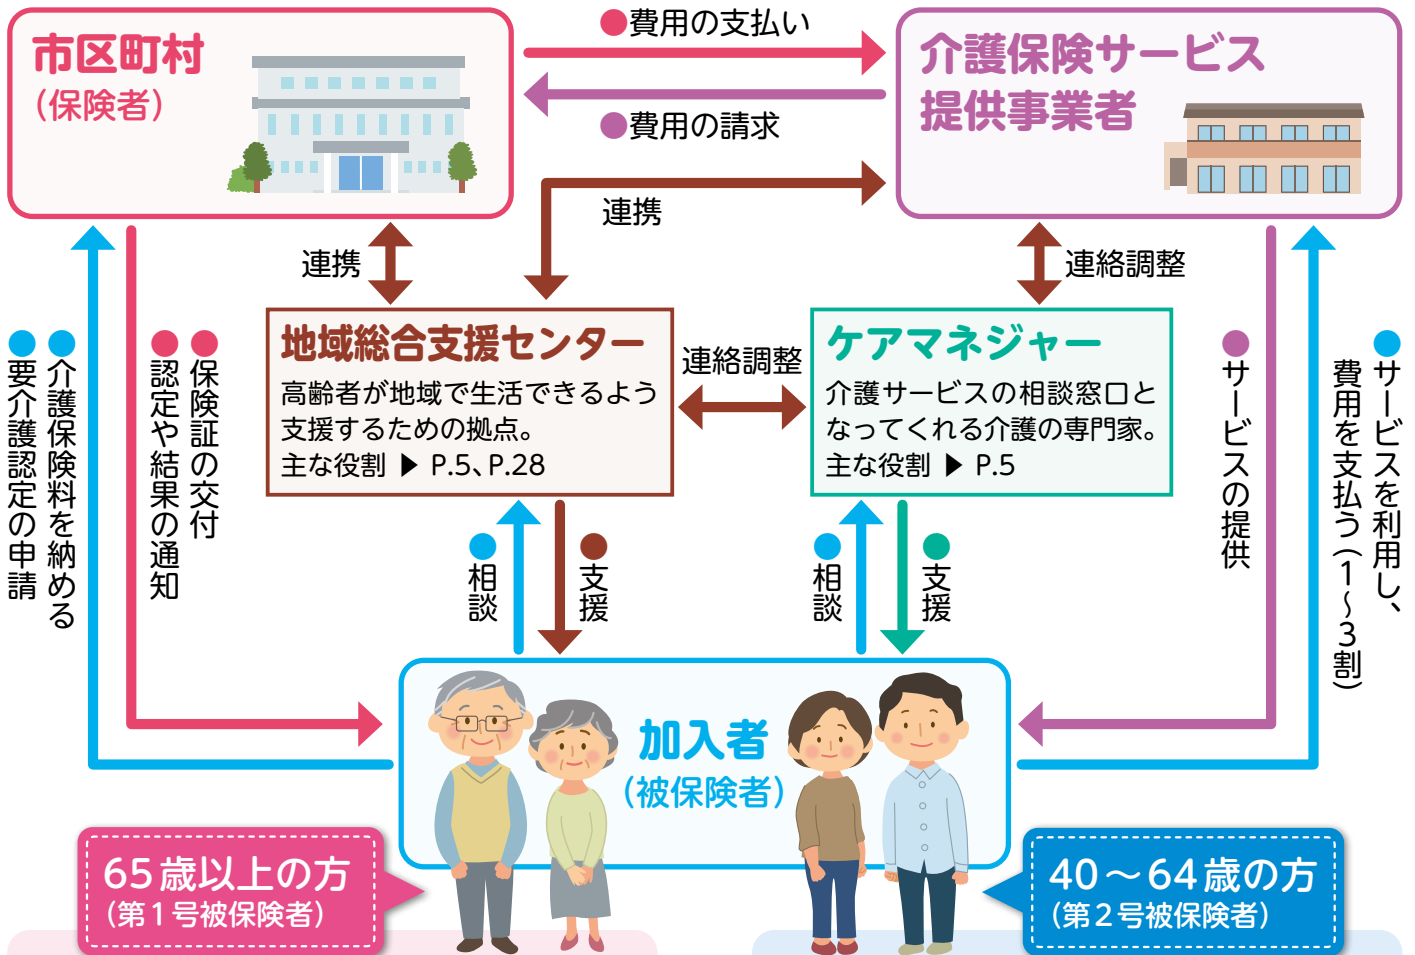 市区町村
（保険者）
●費用の支払い
●費用の請求
介護保険サービス
提供事業者
連携
連携
連絡調整
●介護保険料を納める
●要介護認定の申請
●保険証の交付
●認定や結果の通知
地域総合支援センター
高齢者が地域で生活できるよう
支援するための拠点。
主な役割 ▶ P.5、P.28
連絡調整
ケアマネジャー
介護サービスの相談窓口と
なってくれる介護の専門家。
主な役割 ▶ P.5
●サービスの提供
●サービスを利用し、
費用を支払う（1～3割）
●相談
●支援
●相談
●支援
加入者
（被保険者）
65歳以上の方
（第1号被保険者）
40～64歳の方
（第2号被保険者）